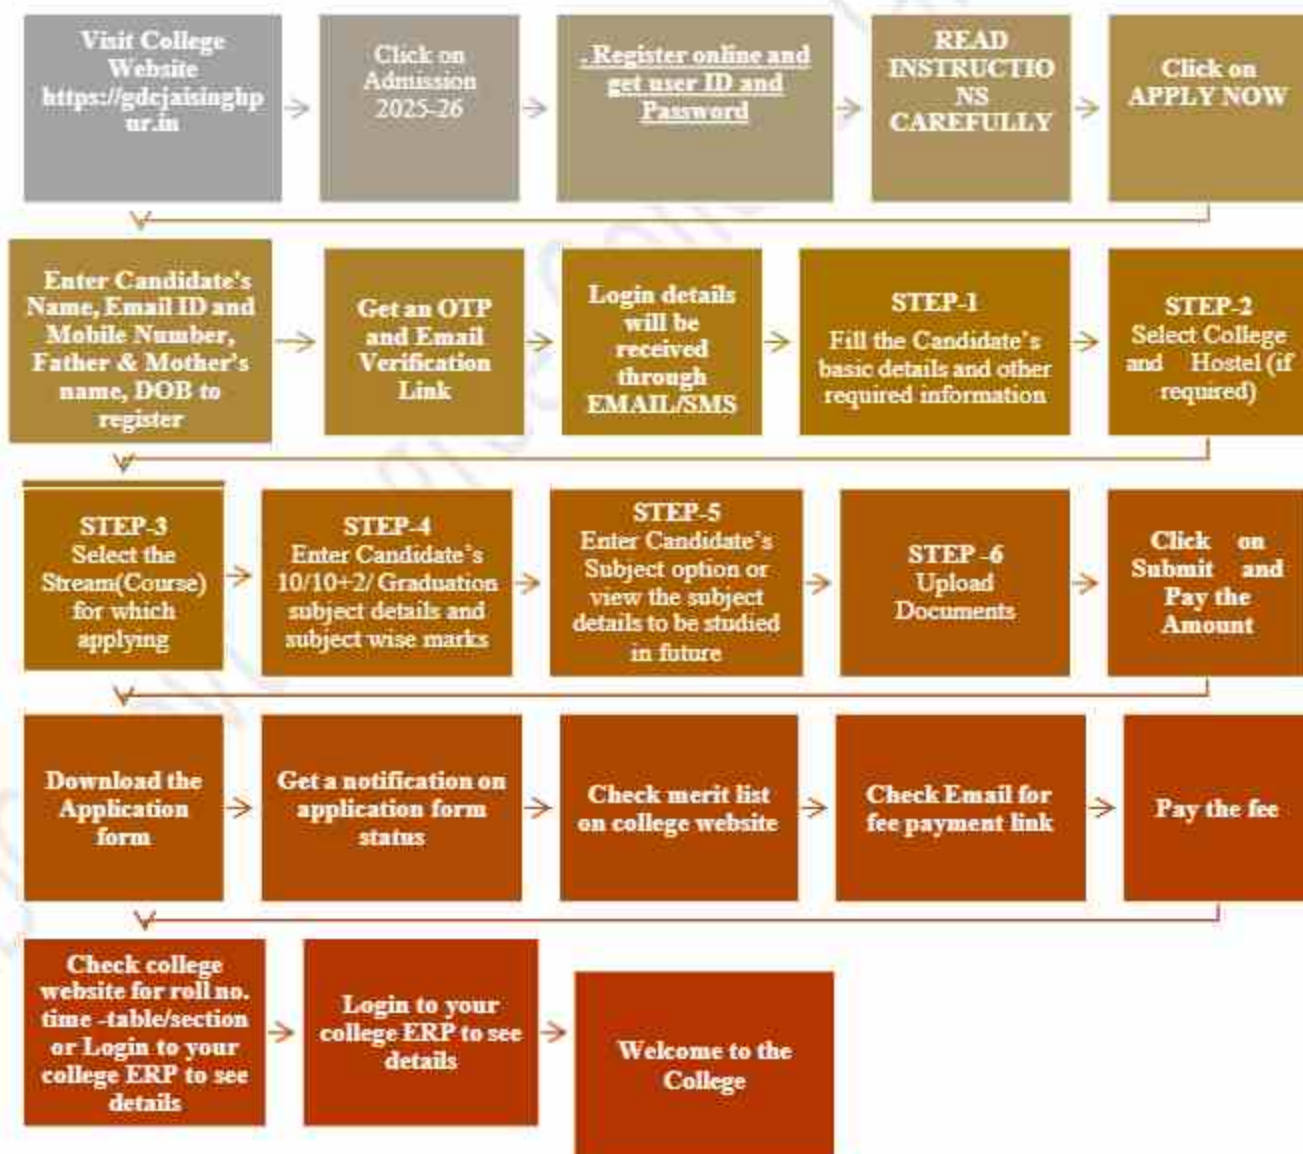 Visit College
Website
https://gdcjaisinghp
ur.in
Click on
Admission
2025-26
. Register online and
get user ID and
Password
READ
INSTRUCTIO
NS
CAREFULLY
Click on
APPLY NOW
Enter Candidate's
Name, Email ID and
Mobile Number,
Father & Mother's
name, DOB to
register
Get an OTP
and Email
Verification
Link
Login details
will be
received
through
EMAIL/SMS
STEP-1
Fill the Candidate's
basic details and other
required information
STEP-2
Select College
and Hostel (if
required)
STEP-3
Select the
Stream(Course)
for which
applying
STEP-4
Enter Candidate's
10/10+2/ Graduation
subject details and
subject wise marks
STEP-5
Enter Candidate's
Subject option or
view the subject
details to be studied
in future
STEP -6
Upload
Documents
Click on
Submit and
Pay the
Amount
Download the
Application
form
Get a notification on
application form
status
Check merit list
on college website
Check Email for
fee payment link
Pay the fee
Check college
website for roll no.
time -table/section
or Login to your
college ERP to see
details
Login to your
college ERP to see
details
Welcome to the
College